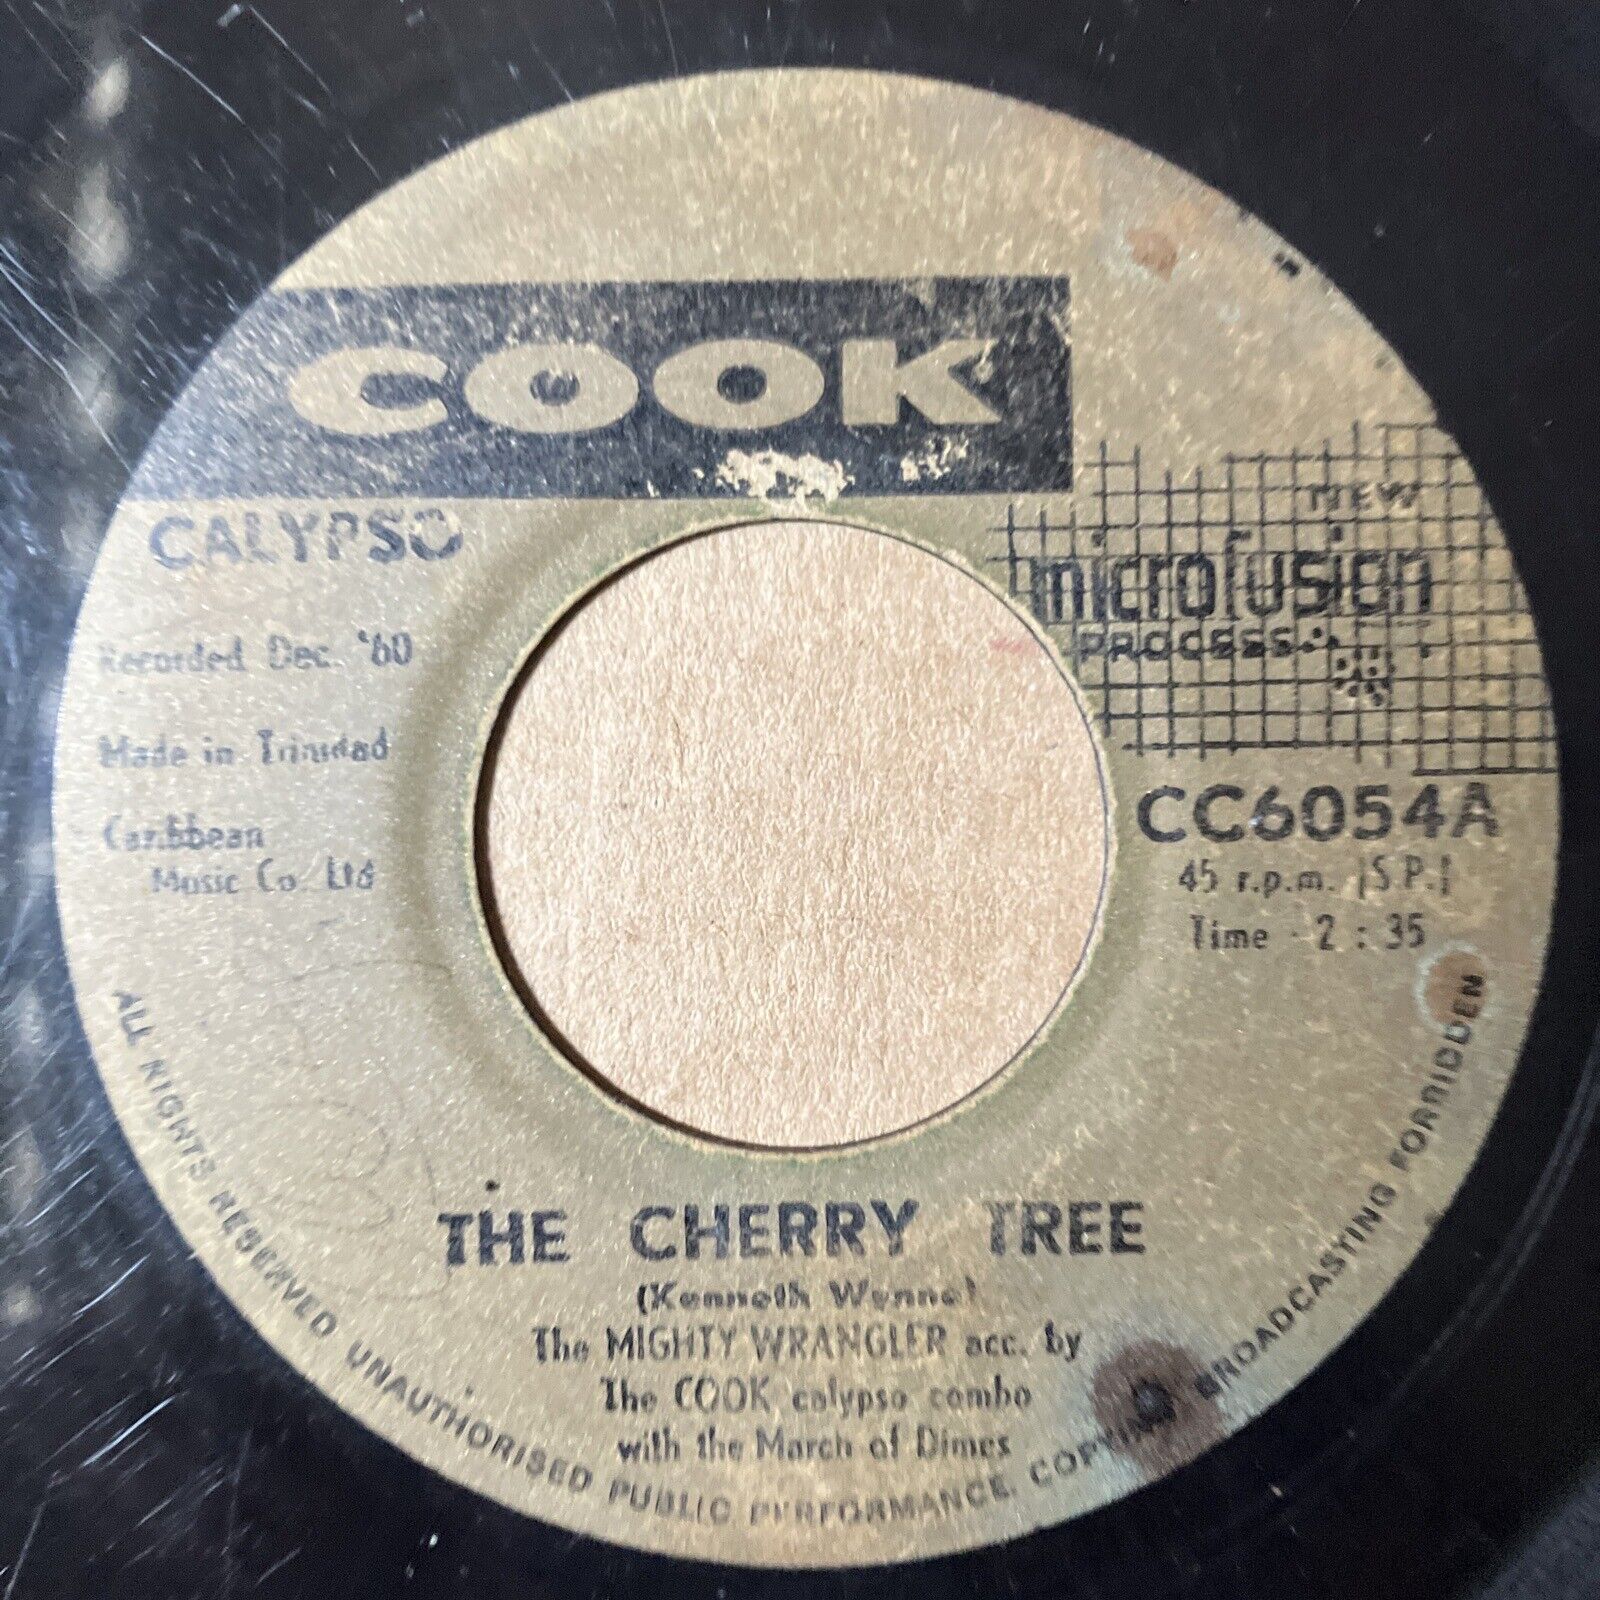 COOK
CALYPSO
Recorded Dec. '60
Made in Trinidad
Caribbean
Music Co. Ltd
NEW
microfusion
PROCESS
CC6054A
45 r.p.m. (S.P.)
Time - 2 : 35
THE CHERRY TREE
(Kenneth Wynne)
The MIGHTY WRANGLER acc. by
The COOK calypso combo
with the March of Dimes
ALL RIGHTS RESERVED UNAUTHORISED PUBLIC PERFORMANCE, COPYING BROADCASTING FORBIDDEN